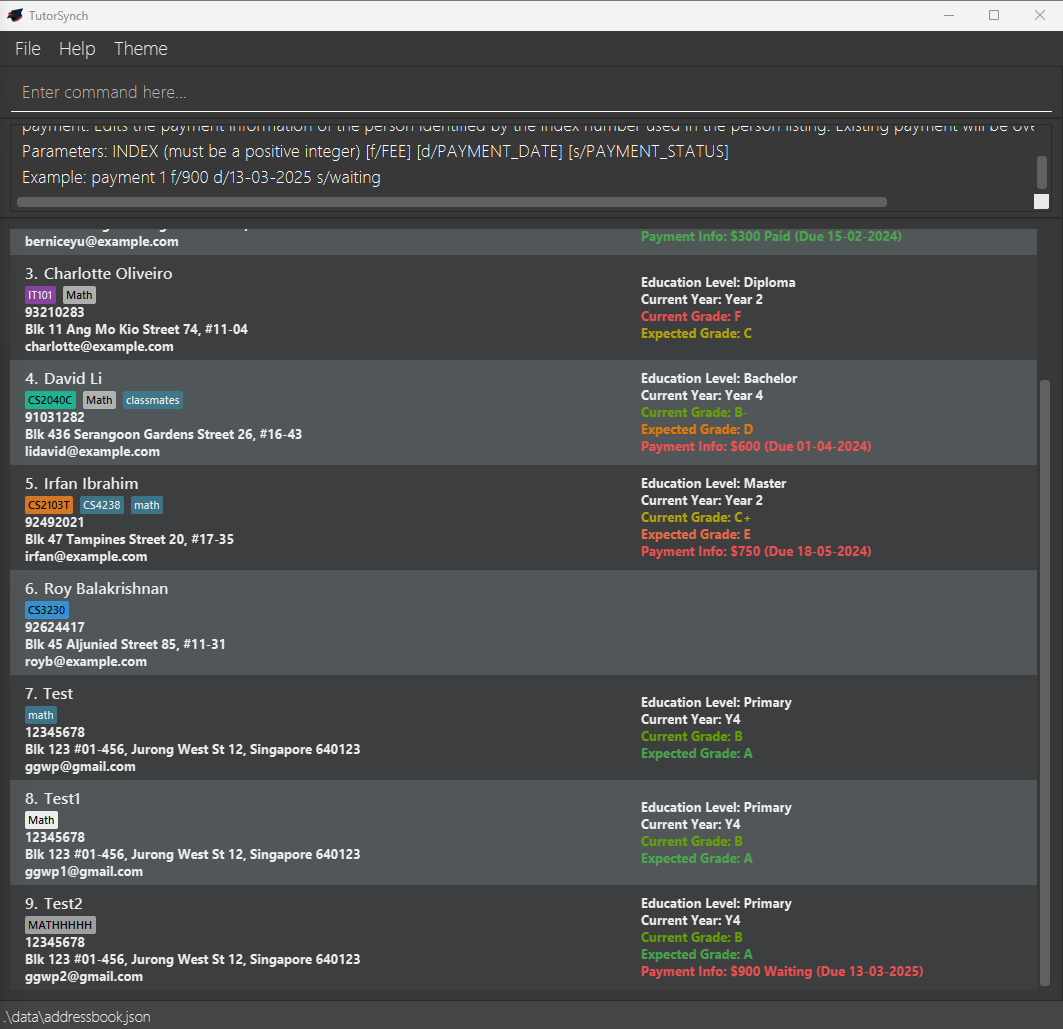 TutorSynch
File Help Theme
Enter command here...
payment: Edits the payment information of the person identified by the index number used in the person listing. Existing payment will be
Parameters: INDEX (must be a positive integer) [f/FEE] [d/PAYMENT_DATE] [s/PAYMENT_STATUS]
Example: payment 1 f/900 d/13-03-2025 s/waiting
berniceyu@example.com
Payment Info: $300 Paid (Due 15-02-2024)
3. Charlotte Oliveiro
IT101 Math
93210283
Blk 11 Ang Mo Kio Street 74, #11-04
charlotte@example.com
Education Level: Diploma
Current Year: Year 2
Current Grade: F
Expected Grade: C
4. David Li
CS2040C Math classmates
91031282
Blk 436 Serangoon Gardens Street 26, #16-43
lidavid@example.com
Education Level: Bachelor
Current Year: Year 4
Current Grade: B-
Expected Grade: D
Payment Info: $600 (Due 01-04-2024)
5. Irfan Ibrahim
CS2103T CS4238 math
92492021
Blk 47 Tampines Street 20, #17-35
irfan@example.com
Education Level: Master
Current Year: Year 2
Current Grade: C+
Expected Grade: E
Payment Info: $750 (Due 18-05-2024)
6. Roy Balakrishnan
CS3230
92624417
Blk 45 Aljunied Street 85, #11-31
royb@example.com
7. Test
math
12345678
Blk 123 #01-456, Jurong West St 12, Singapore 640123
ggwp@gmail.com
Education Level: Primary
Current Year: Y4
Current Grade: B
Expected Grade: A
8. Test1
Math
12345678
Blk 123 #01-456, Jurong West St 12, Singapore 640123
ggwp1@gmail.com
Education Level: Primary
Current Year: Y4
Current Grade: B
Expected Grade: A
9. Test2
MATHHHHH
12345678
Blk 123 #01-456, Jurong West St 12, Singapore 640123
ggwp2@gmail.com
Education Level: Primary
Current Year: Y4
Current Grade: B
Expected Grade: A
Payment Info: $900 Waiting (Due 13-03-2025)
.\data\addressbook.json